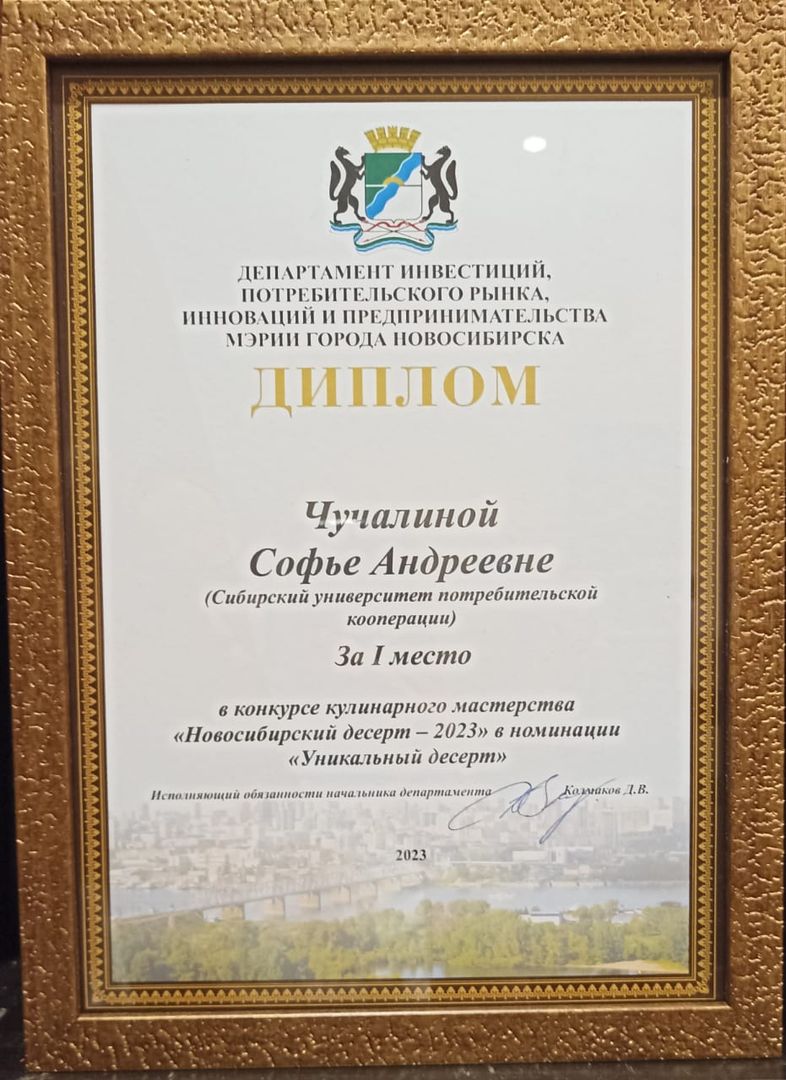 ДЕПАРТАМЕНТ ИНВЕСТИЦИЙ,
ПОТРЕБИТЕЛЬСКОГО РЫНКА,
ИННОВАЦИЙ И ПРЕДПРИНИМАТЕЛЬСТВА
МЭРИИ ГОРОДА НОВОСИБИРСКА
ДИПЛОМ
Чучалиной
Софье Андреевне
(Сибирский университет потребительской
кооперации)
За I место
в конкурсе кулинарного мастерства
«Новосибирский десерт – 2023» в номинации
«Уникальный десерт»
Исполняющий обязанности начальника департамента Колмаков Д.В.
2023